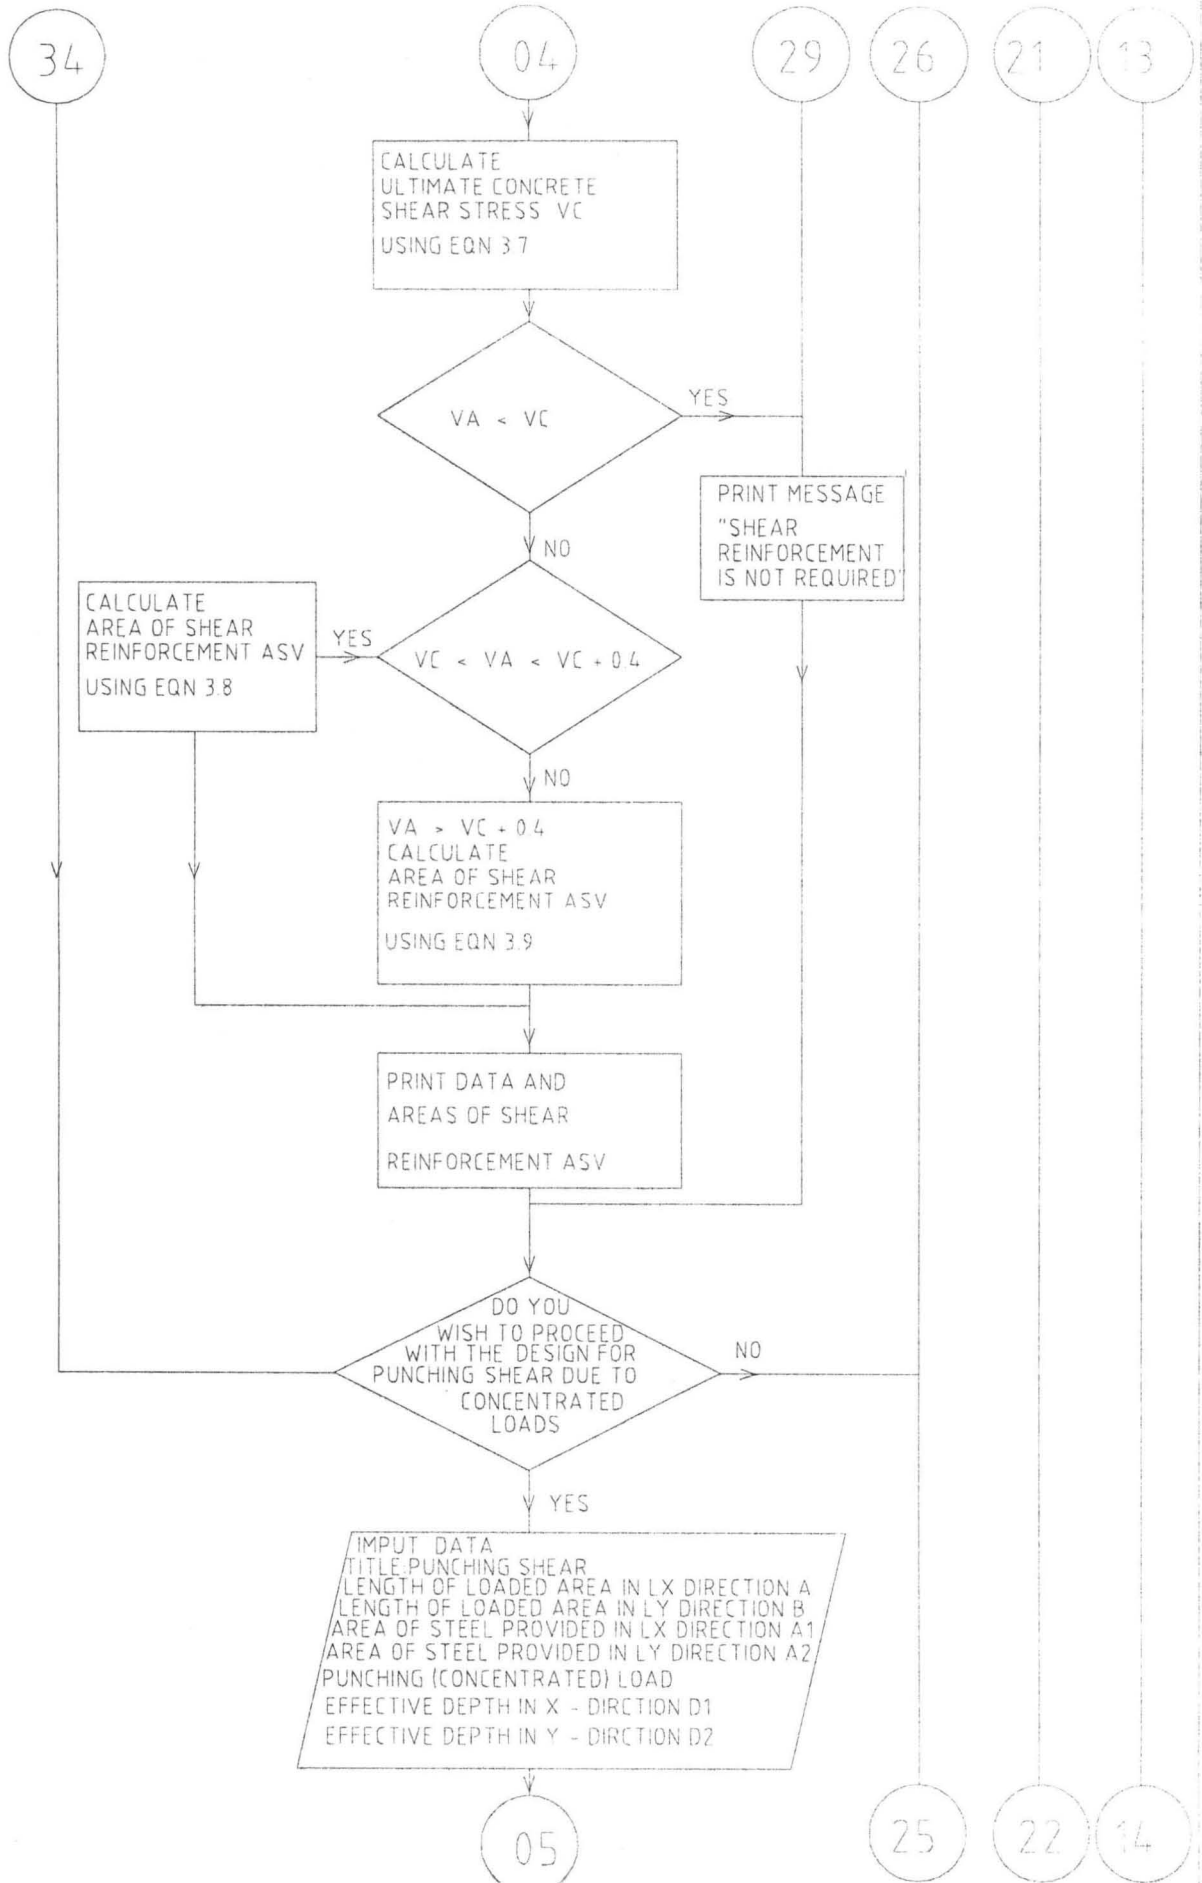 34
04
29
26
21
13
CALCULATE
ULTIMATE CONCRETE
SHEAR STRESS VC
USING EQN 3.7
VA < VC
YES
NO
PRINT MESSAGE
"SHEAR
REINFORCEMENT
IS NOT REQUIRED"
CALCULATE
AREA OF SHEAR
REINFORCEMENT ASV
USING EQN 3.8
YES
VC < VA < VC + 0.4
NO
VA > VC + 0.4
CALCULATE
AREA OF SHEAR
REINFORCEMENT ASV
USING EQN 3.9
PRINT DATA AND
AREAS OF SHEAR
REINFORCEMENT ASV
DO YOU
WISH TO PROCEED
WITH THE DESIGN FOR
PUNCHING SHEAR DUE TO
CONCENTRATED
LOADS
NO
YES
IMPUT DATA
TITLE:PUNCHING SHEAR
LENGTH OF LOADED AREA IN LX DIRECTION A
LENGTH OF LOADED AREA IN LY DIRECTION B
AREA OF STEEL PROVIDED IN LX DIRECTION A1
AREA OF STEEL PROVIDED IN LY DIRECTION A2
PUNCHING (CONCENTRATED) LOAD
EFFECTIVE DEPTH IN X - DIRCTION D1
EFFECTIVE DEPTH IN Y - DIRCTION D2
05
25
22
14